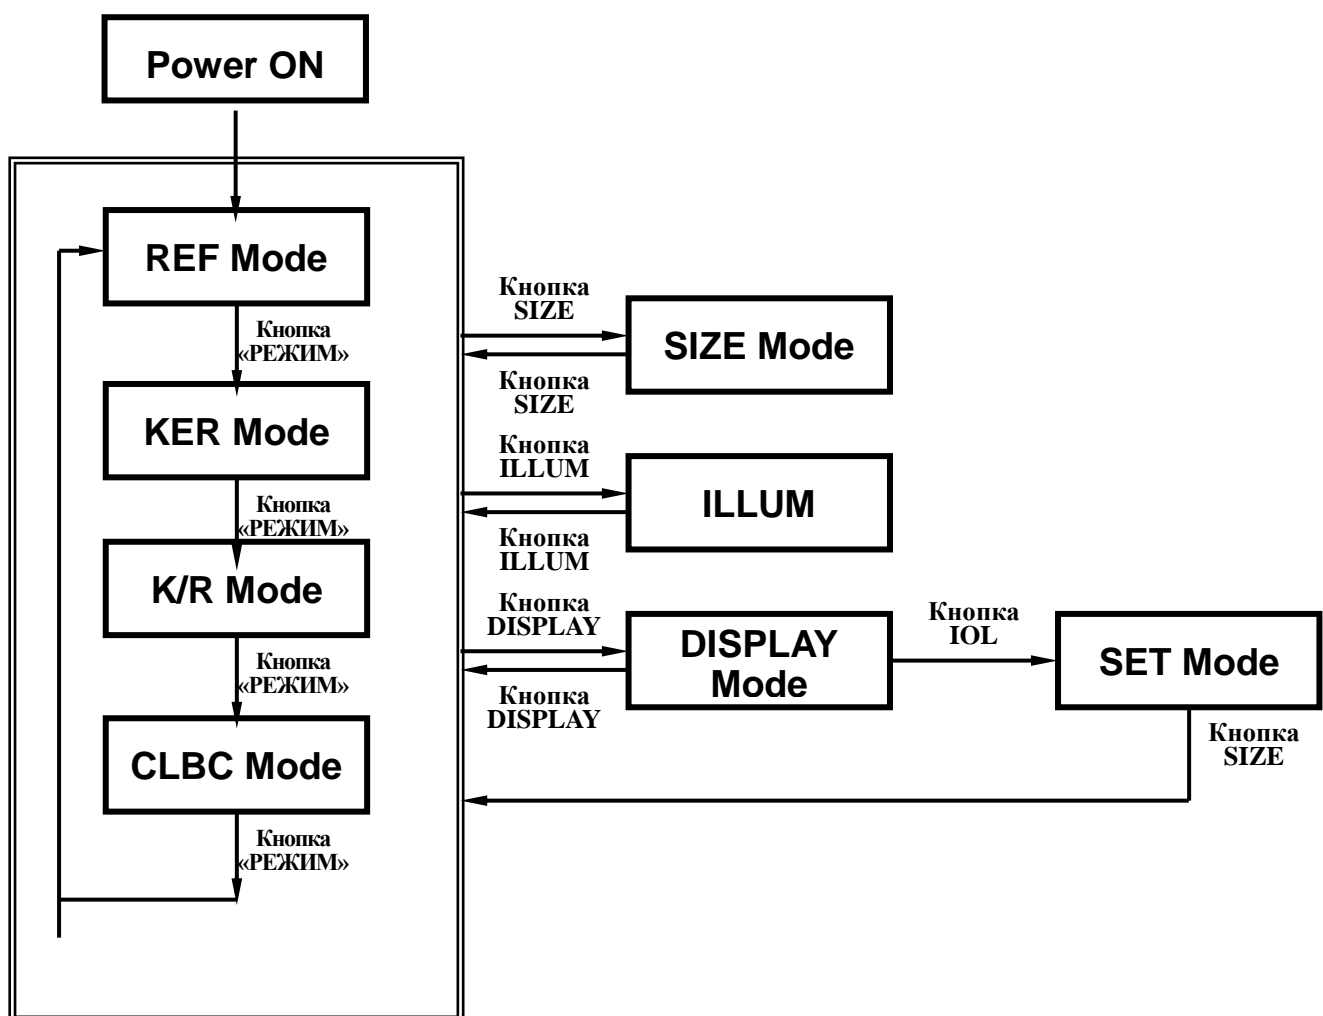 Power ON
REF Mode
Кнопка
«РЕЖИМ»
KER Mode
Кнопка
«РЕЖИМ»
K/R Mode
Кнопка
«РЕЖИМ»
CLBC Mode
Кнопка
«РЕЖИМ»
Кнопка
SIZE
SIZE Mode
Кнопка
SIZE
Кнопка
ILLUM
ILLUM
Кнопка
ILLUM
Кнопка
DISPLAY
DISPLAY
Mode
Кнопка
DISPLAY
Кнопка
IOL
SET Mode
Кнопка
SIZE